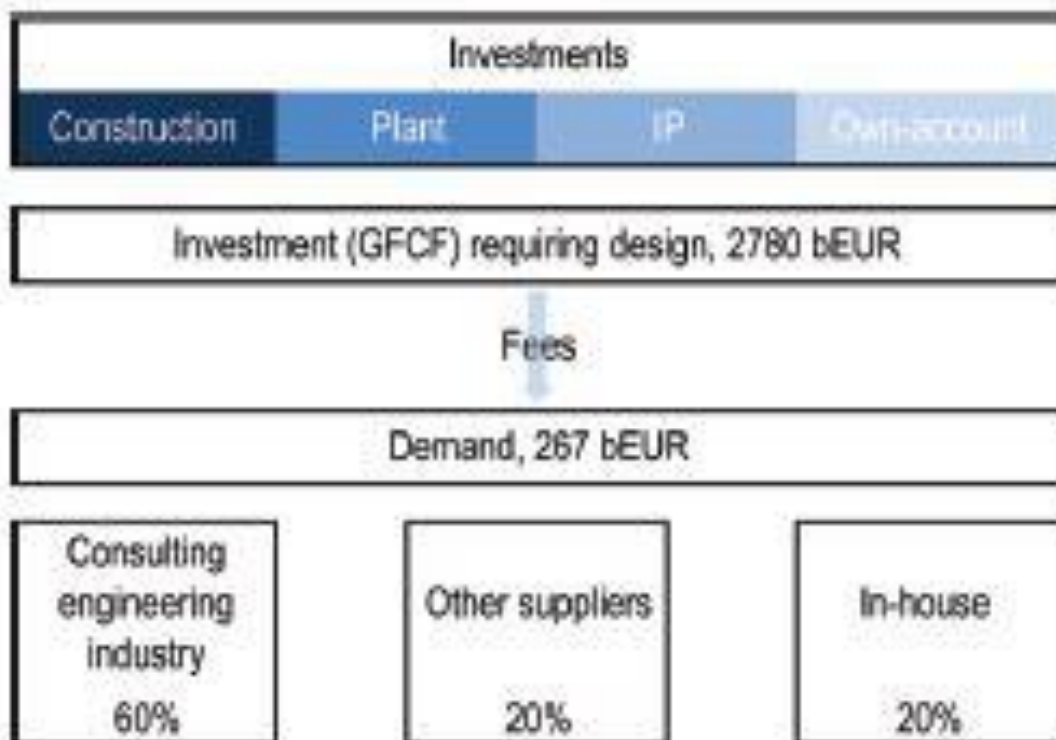 Investments
Construction Plant IP Own-account
Investment (GFCF) requiring design, 2780 bEUR
Fees
Demand, 267 bEUR
Consulting
engineering
industry
60%
Other suppliers
20%
In-house
20%